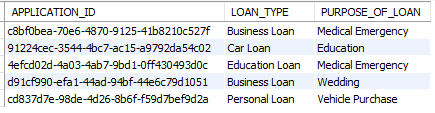 APPLICATION_ID LOAN_TYPE PURPOSE_OF_LOAN
c8bf0bea-70e6-4870-9125-41b8210c527f Business Loan Medical Emergency
91224cec-3544-4bc7-ac15-a9792da54c02 Car Loan Education
4efcd02d-4a03-4ab7-9bd1-0ff430493d0c Education Loan Medical Emergency
d91cf990-efa1-44ad-94bf-44e6c79d1051 Business Loan Wedding
cd837d7e-98de-4d26-8b6f-f59d7bef9d2a Personal Loan Vehicle Purchase